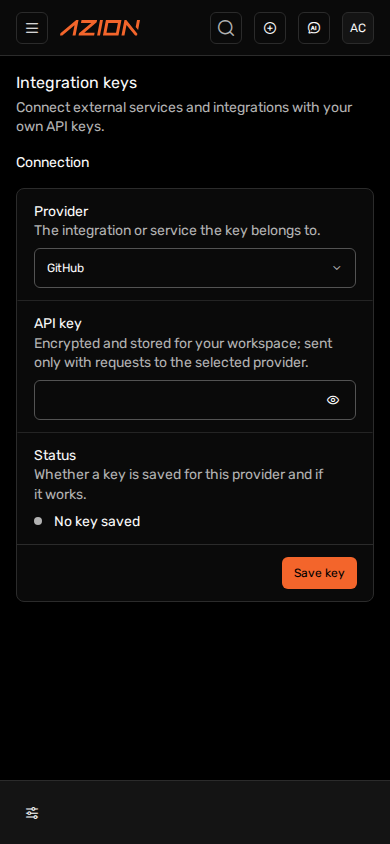 AZION
AI
AC
Integration keys
Connect external services and integrations with your
own API keys.
Connection
Provider
The integration or service the key belongs to.
GitHub
API key
Encrypted and stored for your workspace; sent
only with requests to the selected provider.
Status
Whether a key is saved for this provider and if
it works.
No key saved
Save key